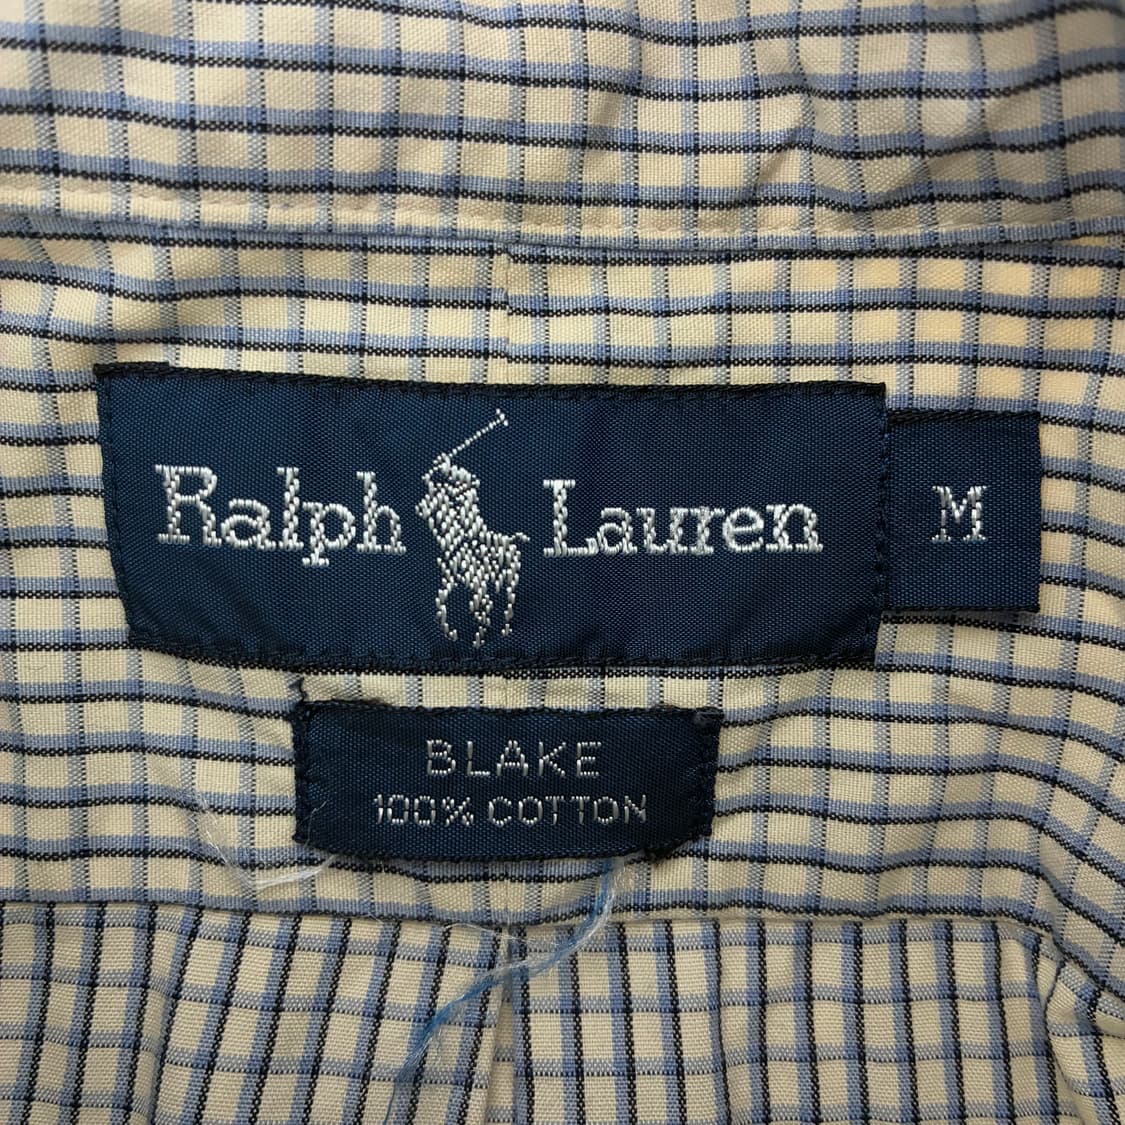 Ralph Lauren M
BLAKE
100% COTTON